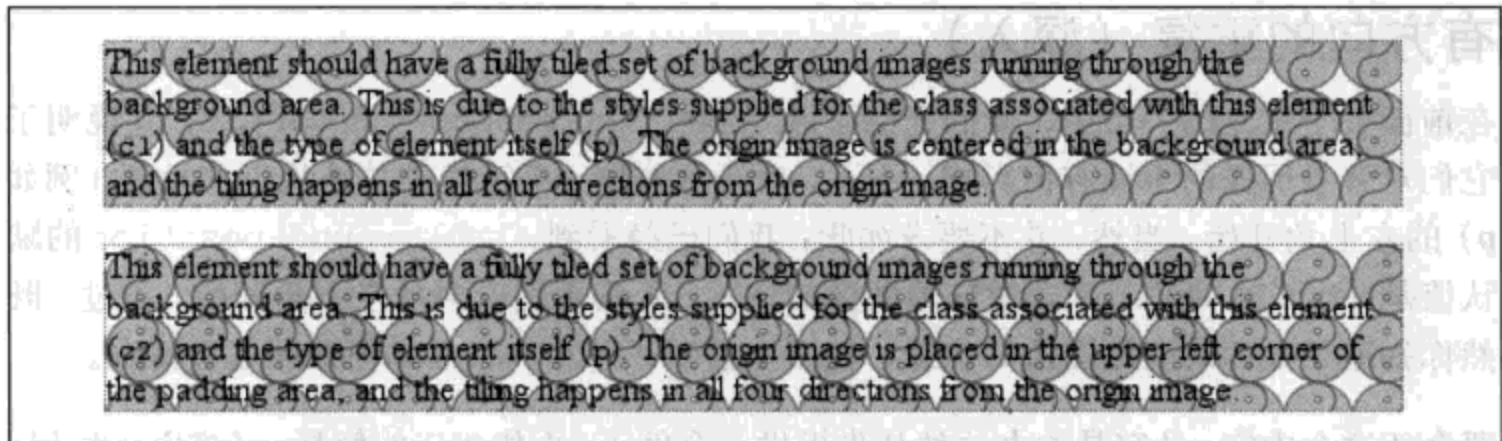 This element should have a fully tiled set of background images running through the
background area. This is due to the styles supplied for the class associated with this element
(c1) and the type of element itself (p). The origin image is centered in the background area,
and the tiling happens in all four directions from the origin image.
This element should have a fully tiled set of background images running through the
background area. This is due to the styles supplied for the class associated with this element
(c2) and the type of element itself (p). The origin image is placed in the upper left corner of
the padding area, and the tiling happens in all four directions from the origin image.